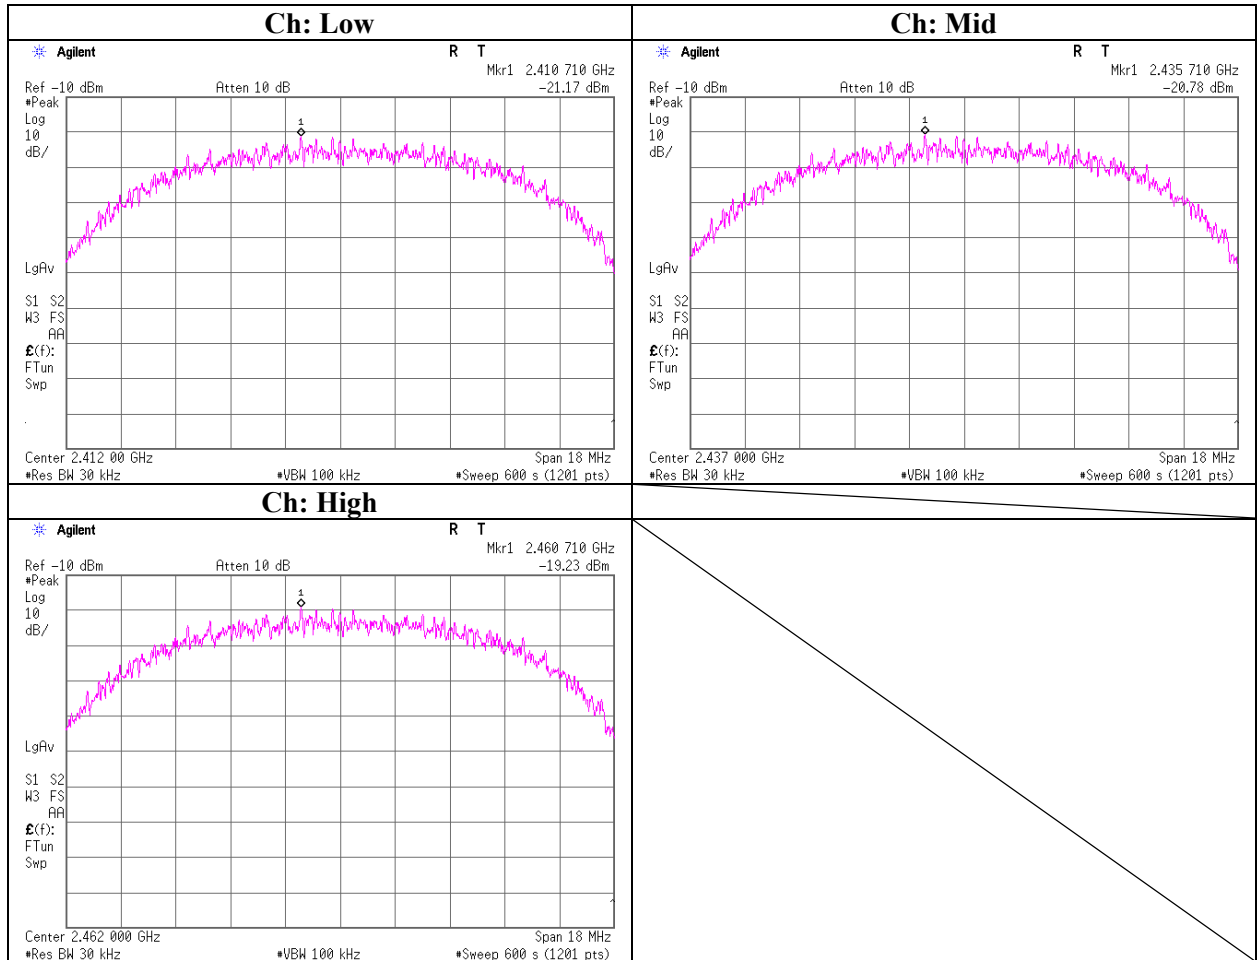 Ch: Low
Agilent
R T
Mkr1 2.410 710 GHz
Ref −10 dBm
Atten 10 dB
−21.17 dBm
#Peak
Log
10
dB/
1
LgAv
S1 S2
W3 FS
AA
£(f):
FTun
Swp
Center 2.412 00 GHz
Span 18 MHz
#Res BW 30 kHz
#VBW 100 kHz
#Sweep 600 s (1201 pts)
Ch: Mid
Agilent
R T
Mkr1 2.435 710 GHz
Ref −10 dBm
Atten 10 dB
−20.78 dBm
#Peak
Log
10
dB/
1
LgAv
S1 S2
W3 FS
AA
£(f):
FTun
Swp
Center 2.437 000 GHz
Span 18 MHz
#Res BW 30 kHz
#VBW 100 kHz
#Sweep 600 s (1201 pts)
Ch: High
Agilent
R T
Mkr1 2.460 710 GHz
Ref −10 dBm
Atten 10 dB
−19.23 dBm
#Peak
Log
10
dB/
1
LgAv
S1 S2
W3 FS
AA
£(f):
FTun
Swp
Center 2.462 000 GHz
Span 18 MHz
#Res BW 30 kHz
#VBW 100 kHz
#Sweep 600 s (1201 pts)